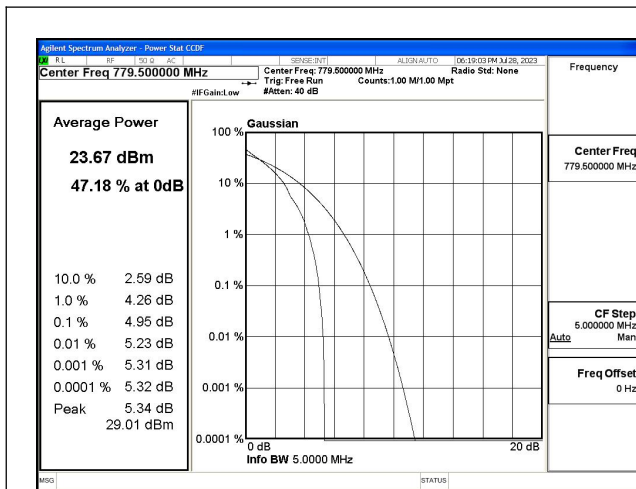 Agilent Spectrum Analyzer - Power Stat CCDF
R L RF 50 Ω AC SENSE:INT ALIGN AUTO 06:19:03 PM Jul 28, 2023
Center Freq 779.500000 MHz
Center Freq: 779.500000 MHz Radio Std: None
Trig: Free Run Counts:1.00 M/1.00 Mpt
#IFGain:Low #Atten: 40 dB
Average Power
23.67 dBm
47.18 % at 0dB
10.0 % 2.59 dB
1.0 % 4.26 dB
0.1 % 4.95 dB
0.01 % 5.23 dB
0.001 % 5.31 dB
0.0001 % 5.32 dB
Peak 5.34 dB
29.01 dBm
Gaussian
100 %
10 %
1 %
0.1 %
0.01 %
0.001 %
0.0001 %
0 dB 20 dB
Info BW 5.0000 MHz
Frequency
Center Freq
779.500000 MHz
CF Step
5.000000 MHz
Auto Man
Freq Offset
0 Hz
MSG STATUS